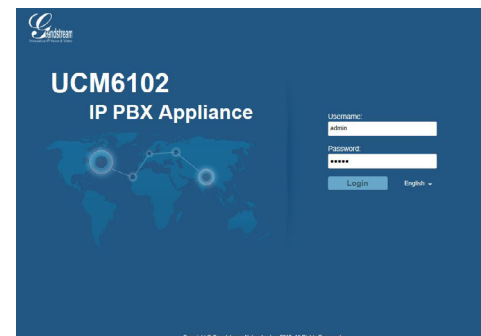 Grandstream
UCM6102
IP PBX Appliance
Username:
admin
Password:
•••••
Login
English